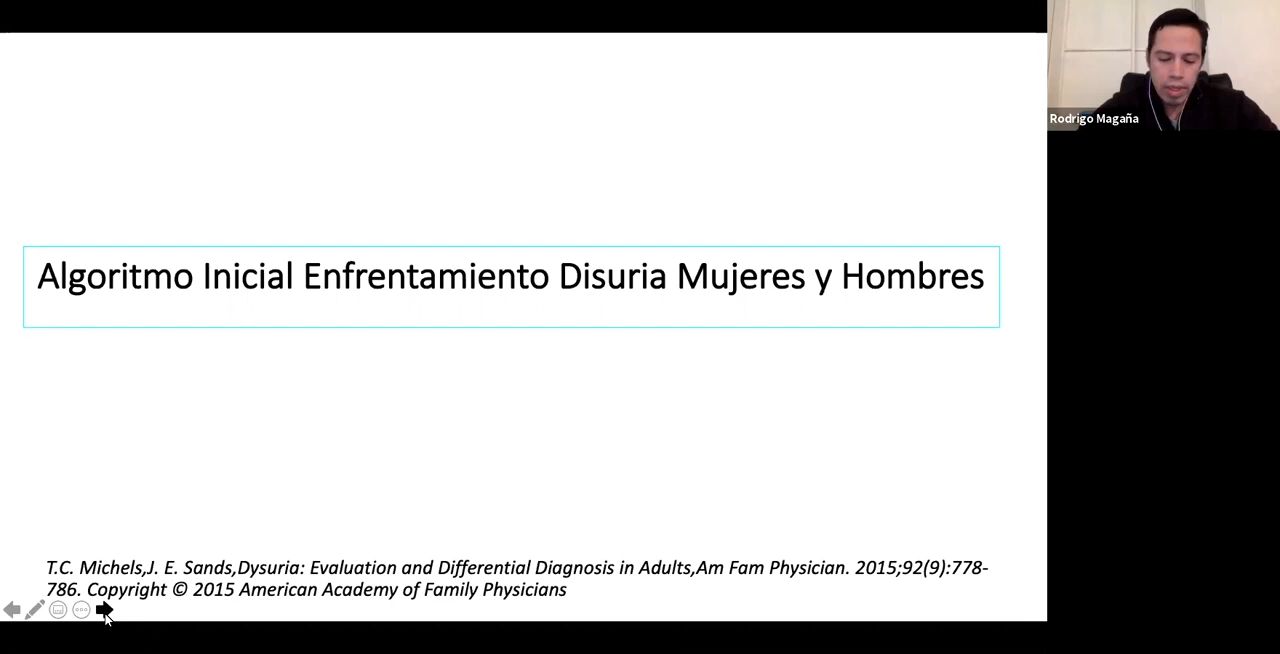 Rodrigo Magaña
Algoritmo Inicial Enfrentamiento Disuria Mujeres y Hombres
T.C. Michels,J. E. Sands,Dysuria: Evaluation and Differential Diagnosis in Adults,Am Fam Physician. 2015;92(9):778-
786. Copyright © 2015 American Academy of Family Physicians